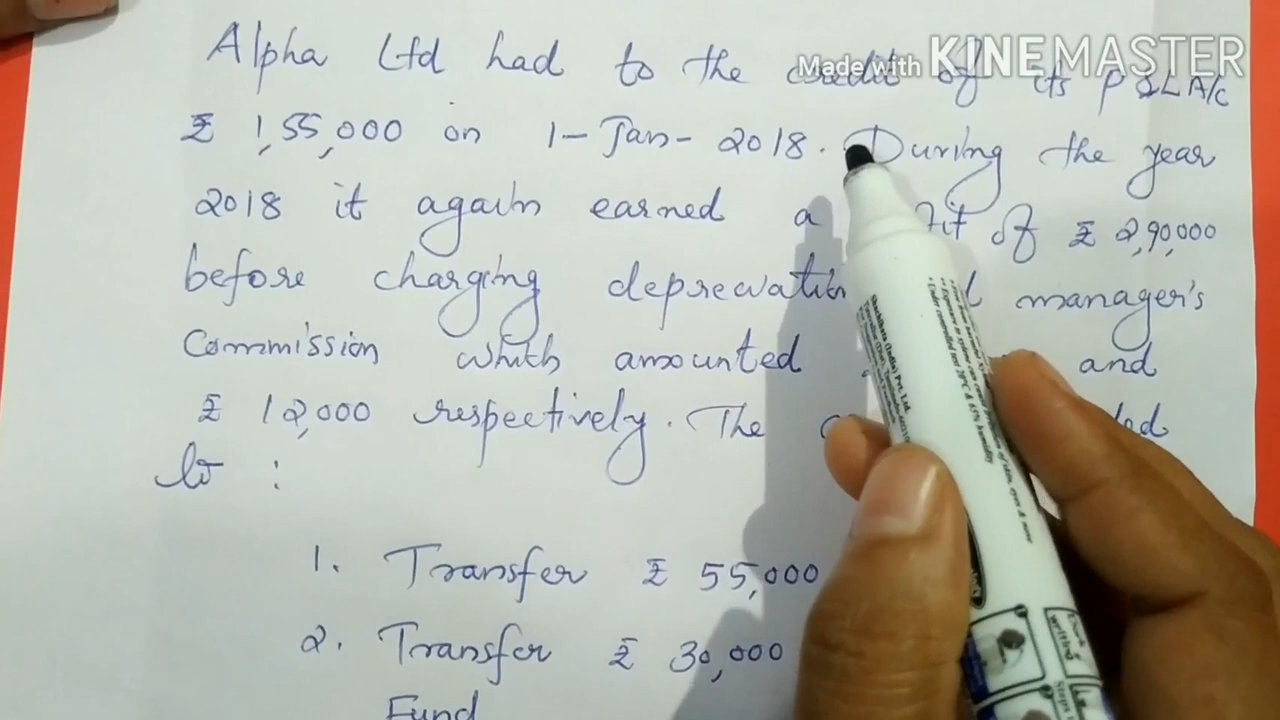 Made with KINEMASTER
Alpha Ltd had to the credit of its P&L A/c
₹ 1,55,000 on 1-Jan-2018. During the year
2018 it again earned a of ₹ 2,90,000
before charging depreciation manager's
Commission which amounted and
₹ 12,000 respectively. The
to :
1. Transfer ₹ 55,000
2. Transfer ₹ 30,000
Fund